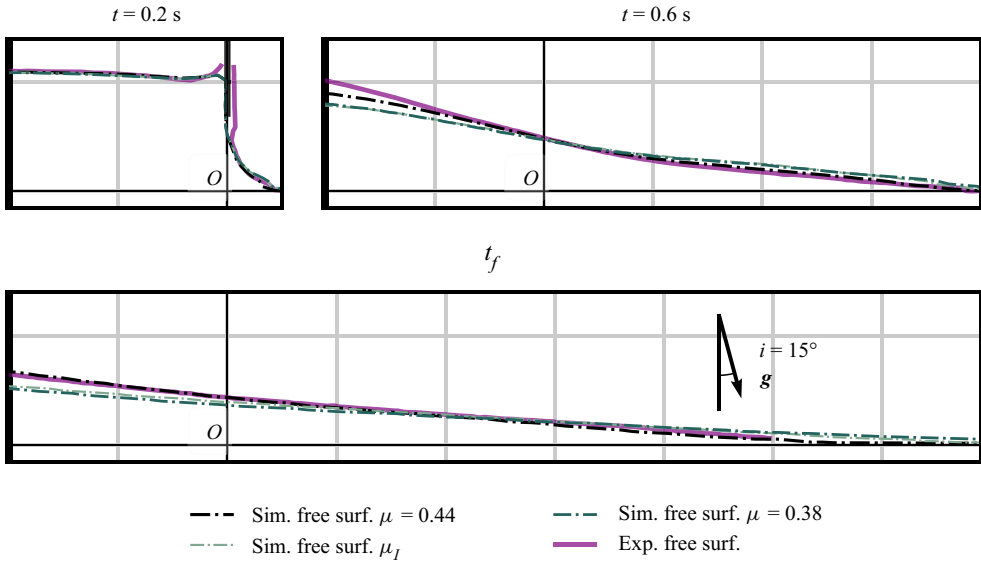 t = 0.2 s
t = 0.6 s
O
O
t_f
i = 15°
g
O
Sim. free surf. μ = 0.44
Sim. free surf. μ = 0.38
Sim. free surf. μ_I
Exp. free surf.